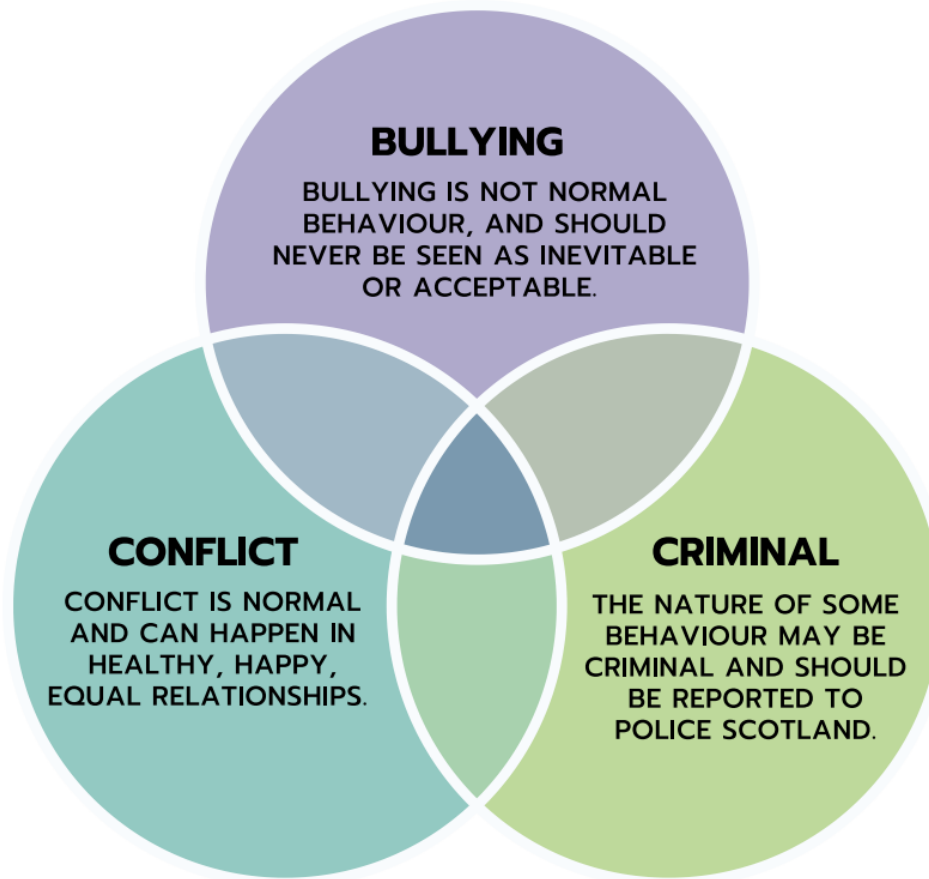 BULLYING
BULLYING IS NOT NORMAL
BEHAVIOUR, AND SHOULD
NEVER BE SEEN AS INEVITABLE
OR ACCEPTABLE.
CONFLICT
CONFLICT IS NORMAL
AND CAN HAPPEN IN
HEALTHY, HAPPY,
EQUAL RELATIONSHIPS.
CRIMINAL
THE NATURE OF SOME
BEHAVIOUR MAY BE
CRIMINAL AND SHOULD
BE REPORTED TO
POLICE SCOTLAND.